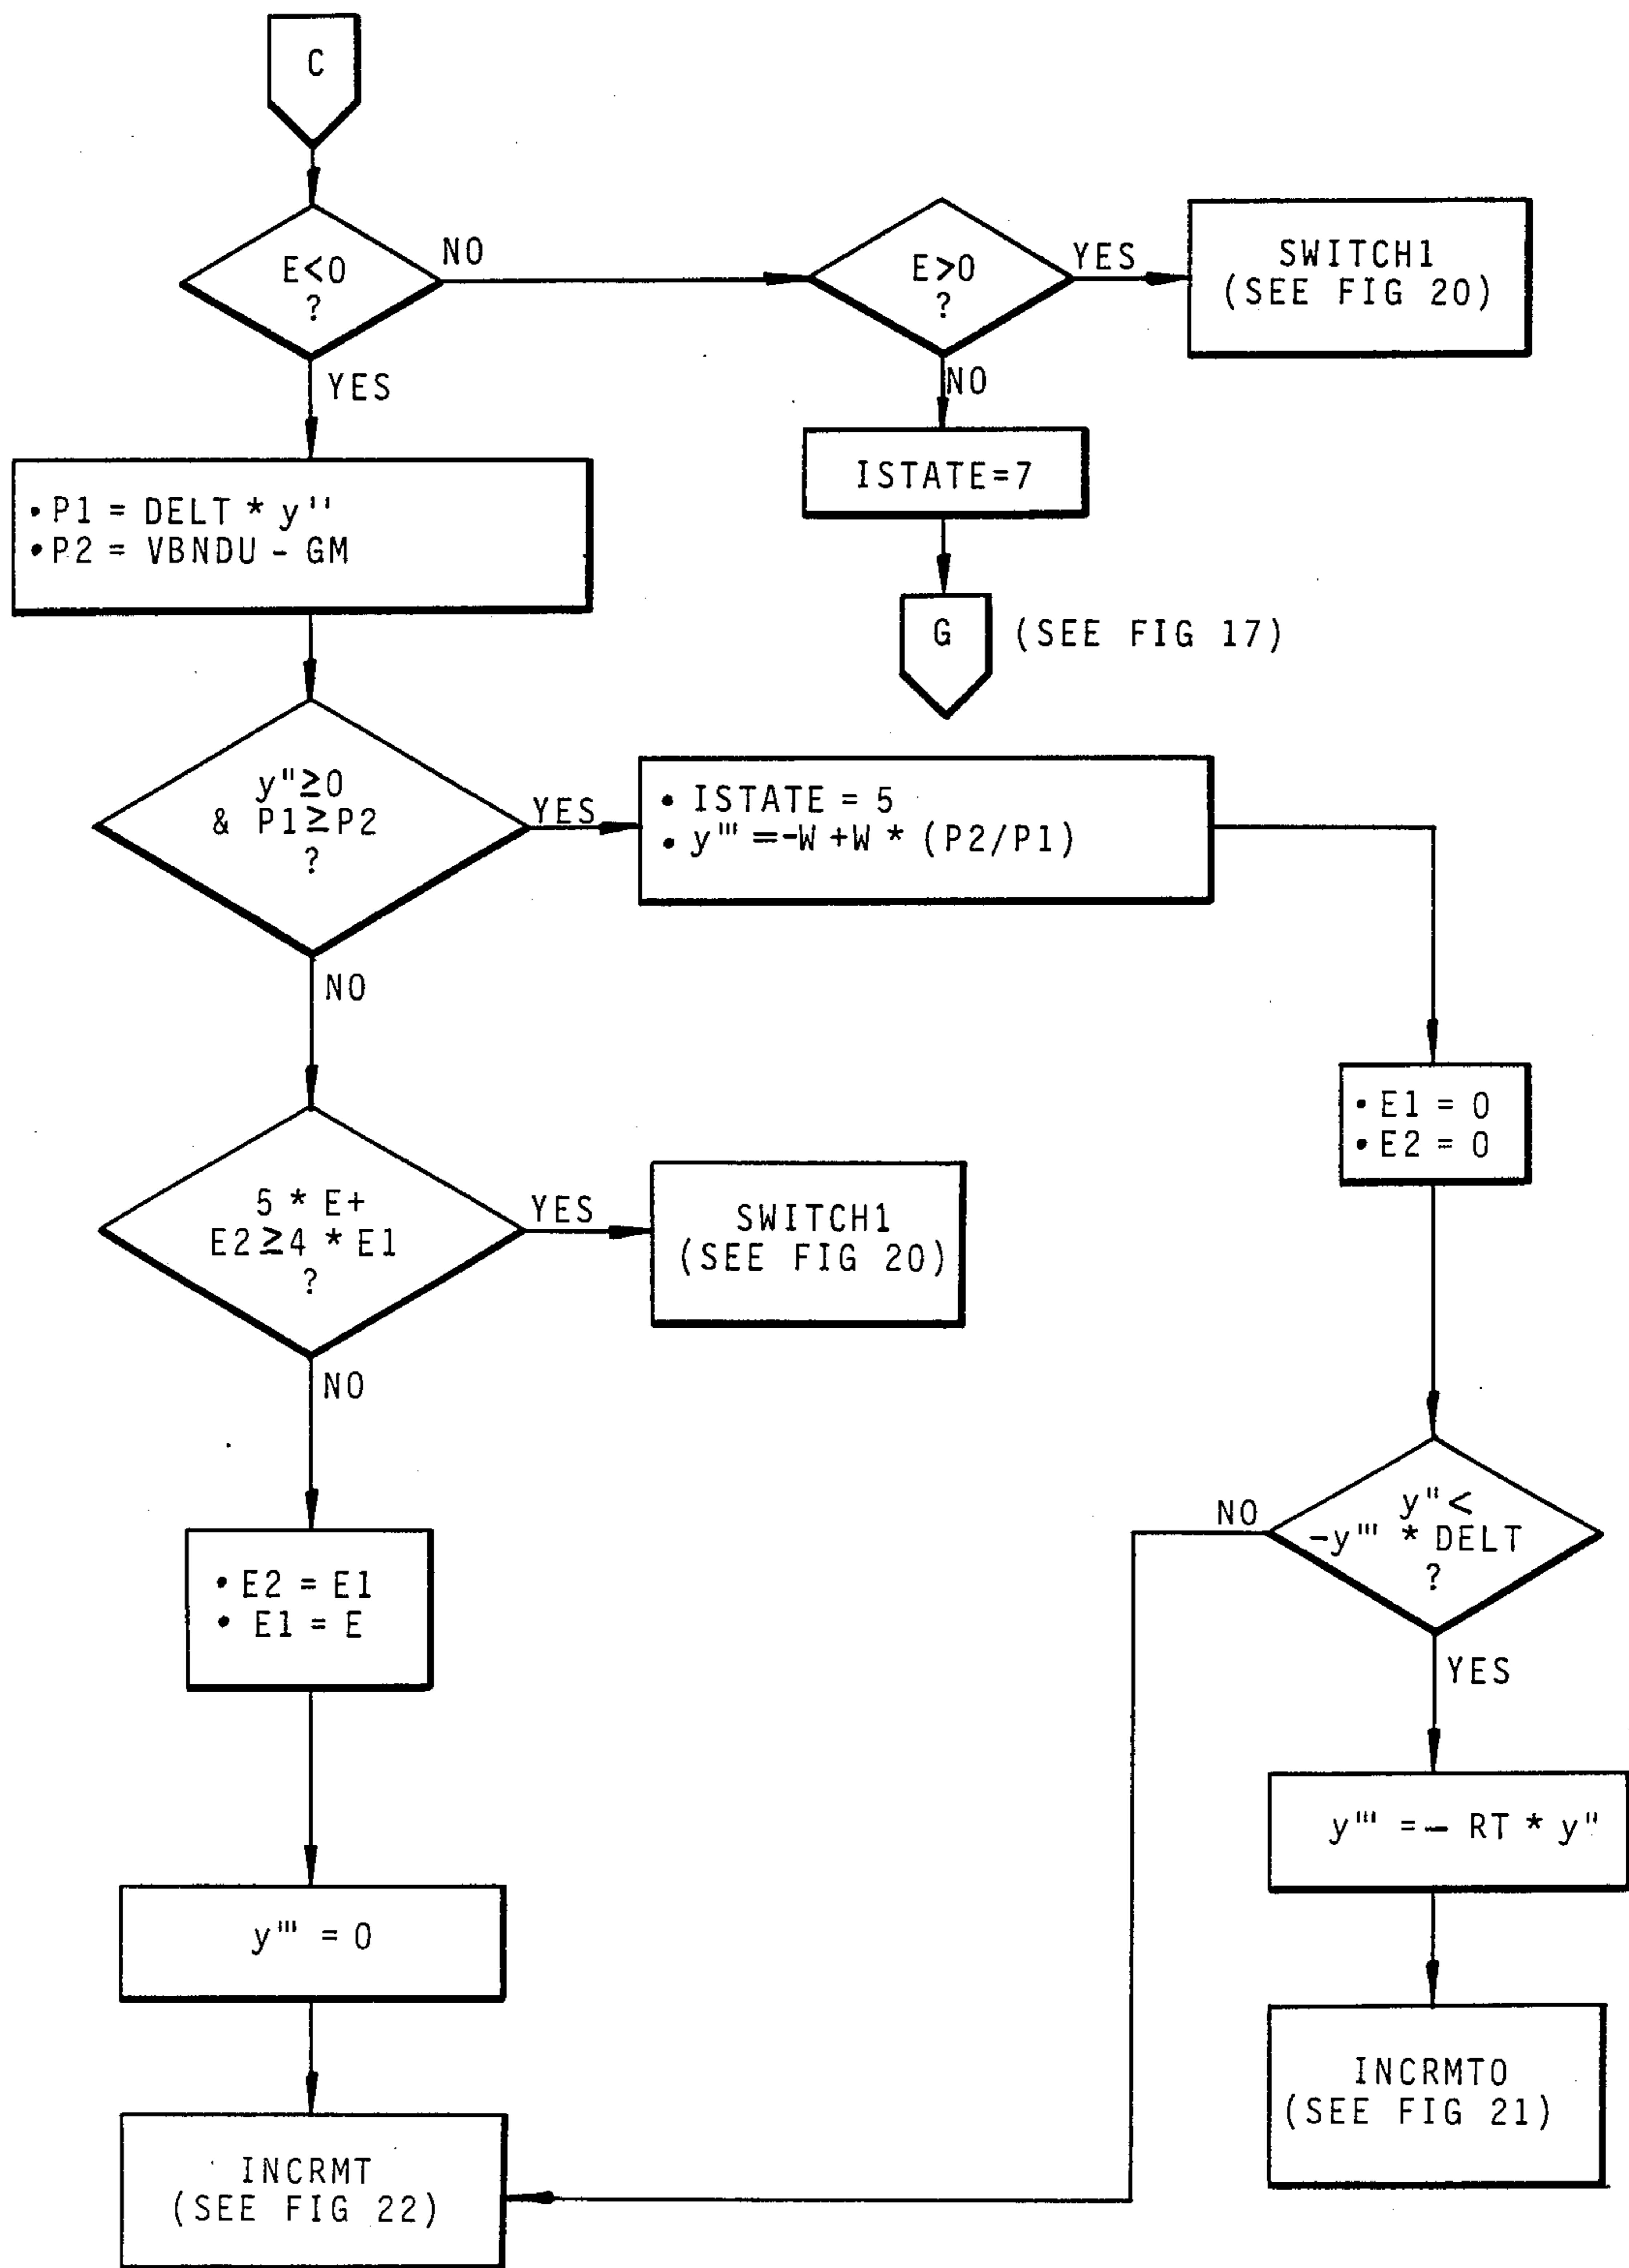 C
E<0
?
NO
YES
E>0
?
YES
NO
SWITCH1
(SEE FIG 20)
ISTATE=7
G
(SEE FIG 17)
• P1 = DELT * y''
• P2 = VBNDU - GM
y" ≥0
& P1≥P2
?
YES
NO
• ISTATE = 5
• y''' =-W +W * (P2/P1)
• E1 = 0
• E2 = 0
5 * E+
E2≥4 * E1
?
YES
NO
SWITCH1
(SEE FIG 20)
y" <
-y''' * DELT
?
NO
YES
• E2 = E1
• E1 = E
y''' =- RT * y"
y''' = 0
INCRMT0
(SEE FIG 21)
INCRMT
(SEE FIG 22)